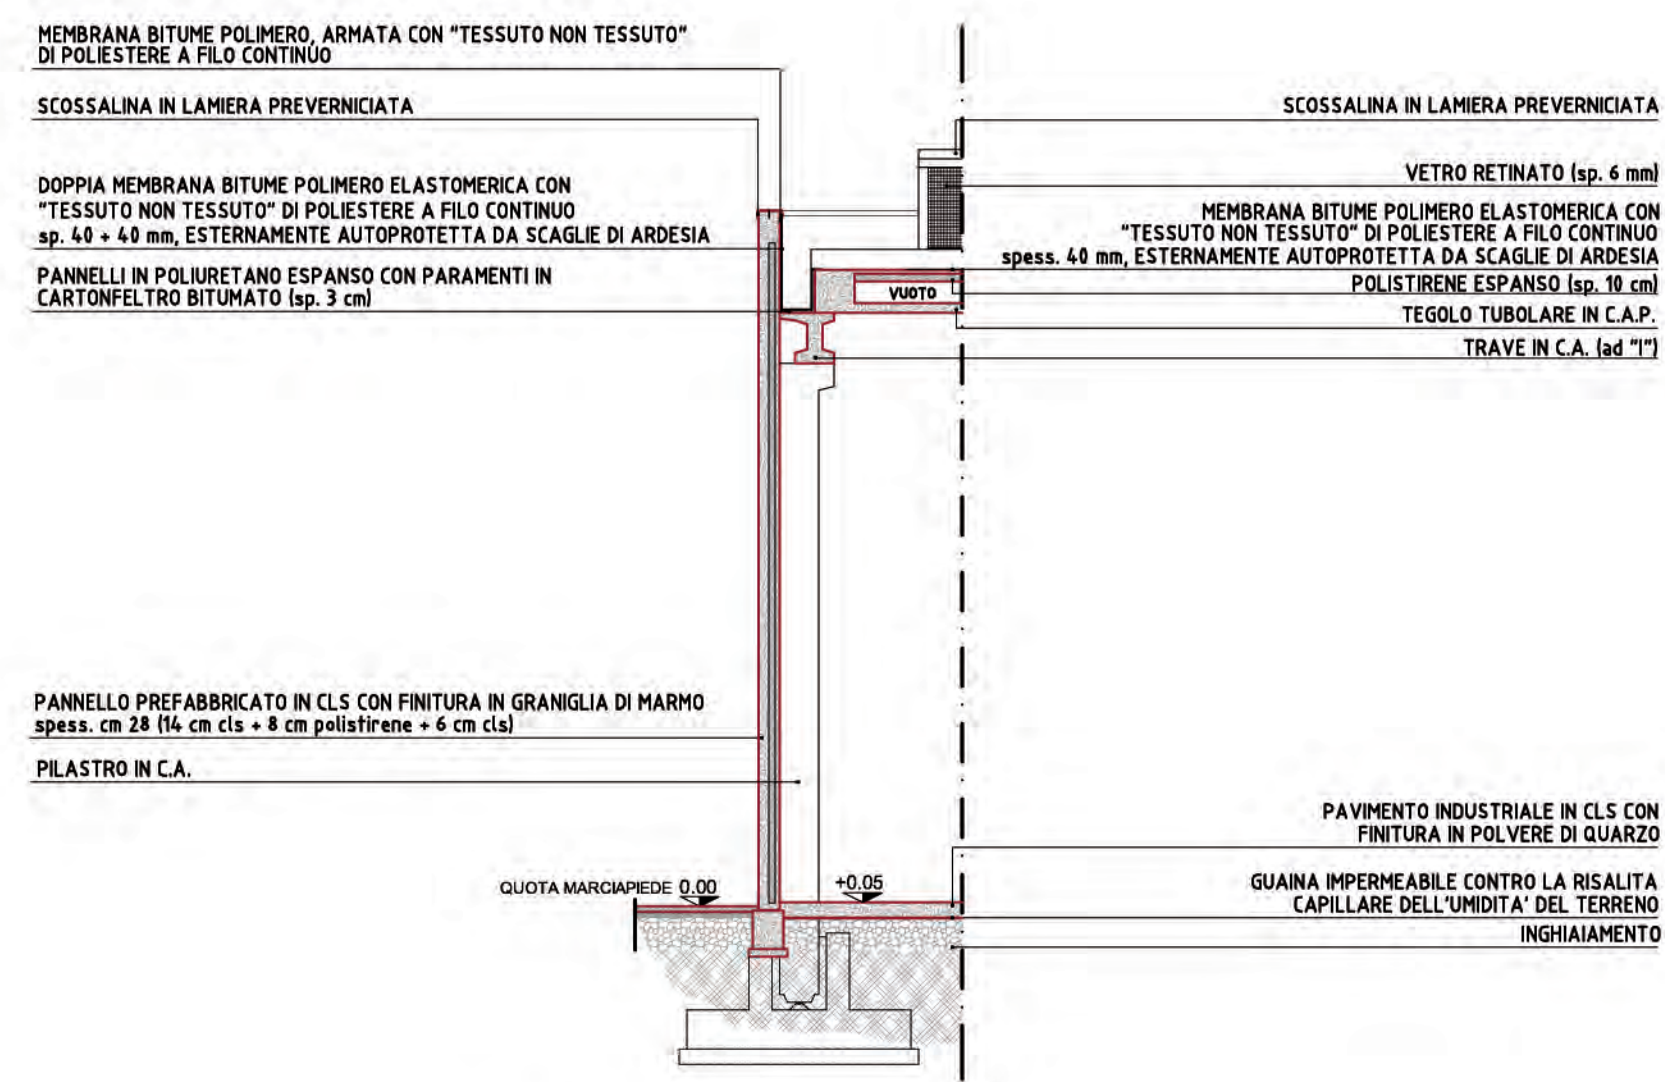 MEMBRANA BITUME POLIMERO, ARMATA CON "TESSUTO NON TESSUTO"
DI POLIESTERE A FILO CONTINUO
SCOSSALINA IN LAMIERA PREVERNICIATA
DOPPIA MEMBRANA BITUME POLIMERO ELASTOMERICA CON
"TESSUTO NON TESSUTO" DI POLIESTERE A FILO CONTINUO
sp. 40 + 40 mm, ESTERNAMENTE AUTOPROTETTA DA SCAGLIE DI ARDESIA
PANNELLI IN POLIURETANO ESPANSO CON PARAMENTI IN
CARTONFELTRO BITUMATO (sp. 3 cm)
PANNELLO PREFABBRICATO IN CLS CON FINITURA IN GRANIGLIA DI MARMO
spess. cm 28 (14 cm cls + 8 cm polistirene + 6 cm cls)
PILASTRO IN C.A.
QUOTA MARCIAPIEDE 0.00
+0.05
VUOTO
SCOSSALINA IN LAMIERA PREVERNICIATA
VETRO RETINATO (sp. 6 mm)
MEMBRANA BITUME POLIMERO ELASTOMERICA CON
"TESSUTO NON TESSUTO" DI POLIESTERE A FILO CONTINUO
spess. 40 mm, ESTERNAMENTE AUTOPROTETTA DA SCAGLIE DI ARDESIA
POLISTIRENE ESPANSO (sp. 10 cm)
TEGOLO TUBOLARE IN C.A.P.
TRAVE IN C.A. (ad "I")
PAVIMENTO INDUSTRIALE IN CLS CON
FINITURA IN POLVERE DI QUARZO
GUAINA IMPERMEABILE CONTRO LA RISALITA
CAPILLARE DELL'UMIDITA' DEL TERRENO
INGHIAIAMENTO